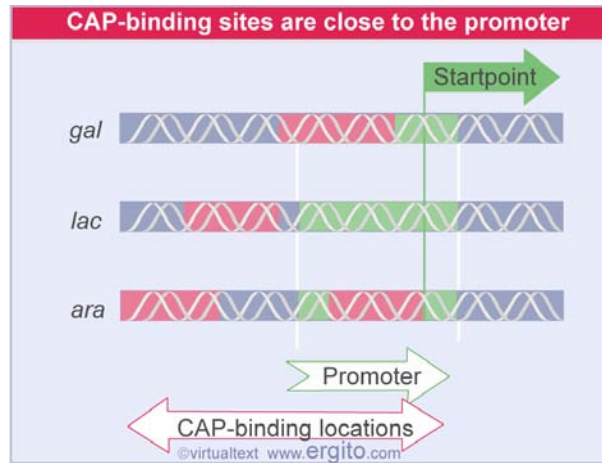 CAP-binding sites are close to the promoter
Startpoint
gal
lac
ara
Promoter
CAP-binding locations
©virtualtext www.ergito.com